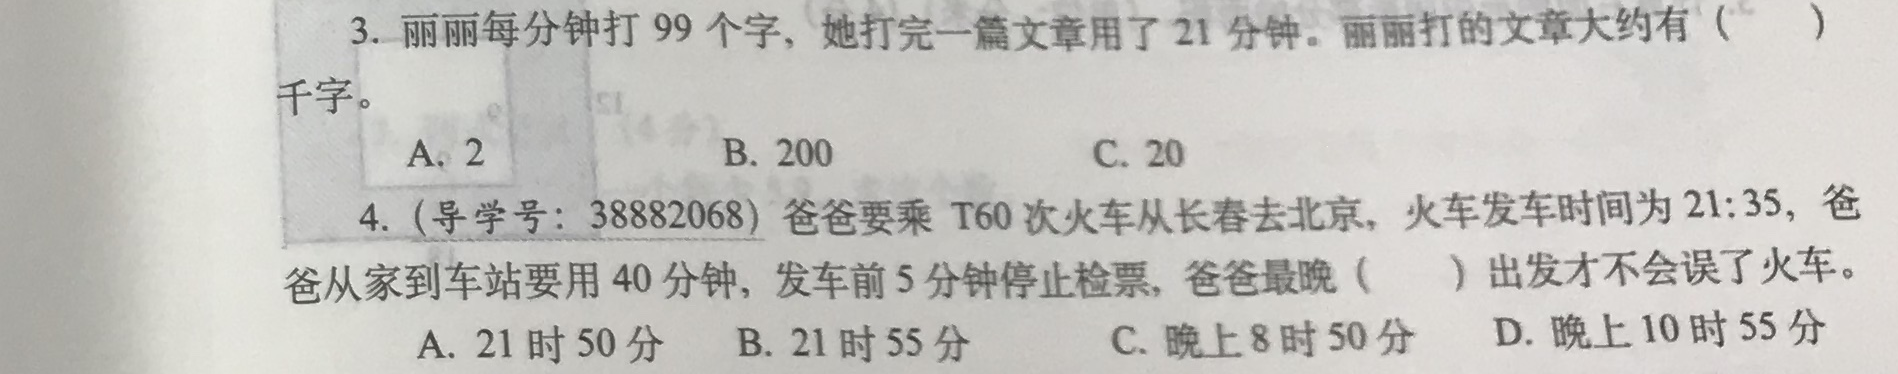 3. 丽丽每分钟打 99 个字，她打完一篇文章用了 21 分钟。丽丽打的文章大约有（　　）
千字。
A. 2　　B. 200　　C. 20
4.（导学号：38882068）爸爸要乘 T60 次火车从长春去北京，火车发车时间为 21:35，爸
爸从家到车站要用 40 分钟，发车前 5 分钟停止检票，爸爸最晚（　　）出发才不会误了火车。
A. 21 时 50 分　　B. 21 时 55 分　　C. 晚上 8 时 50 分　　D. 晚上 10 时 55 分